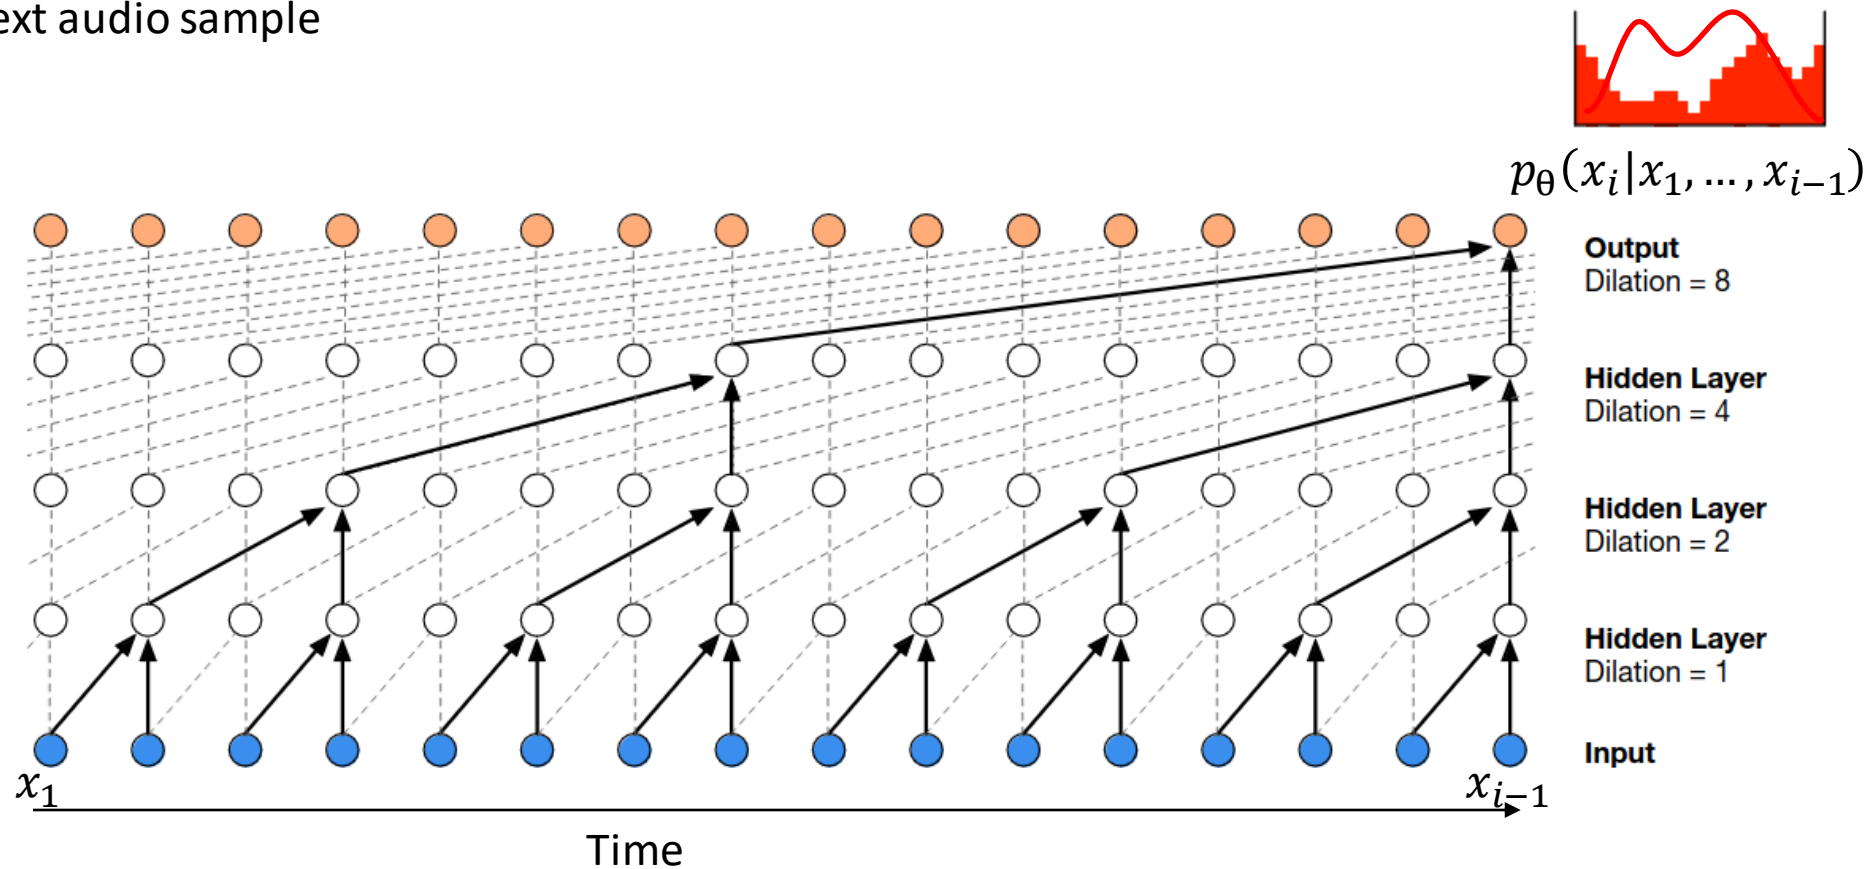 ext audio sample
pθ(xi|x1, … , xi−1)
Output
Dilation = 8
Hidden Layer
Dilation = 4
Hidden Layer
Dilation = 2
Hidden Layer
Dilation = 1
Input
x1
xi−1
Time